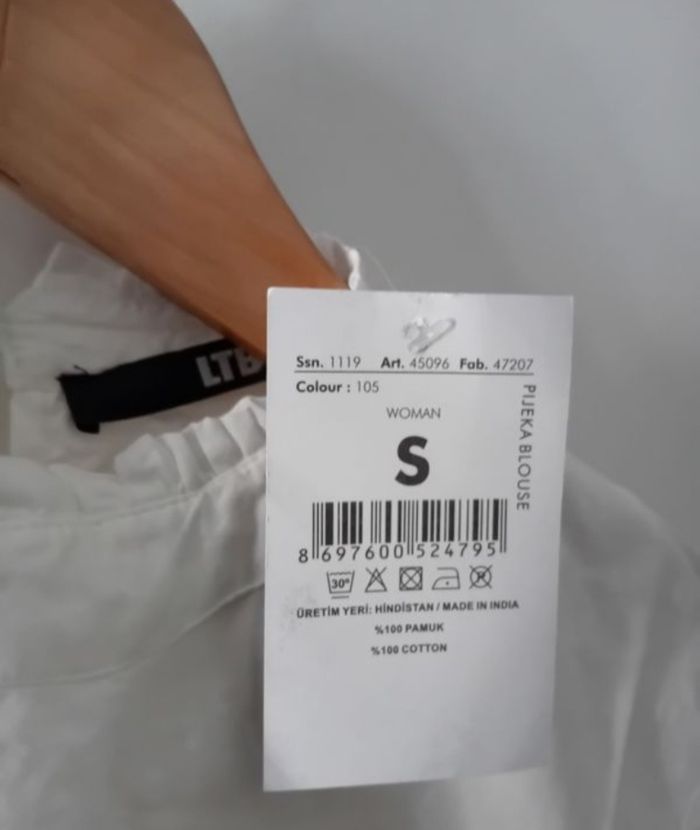 LTB
Ssn. 1119 Art. 45096 Fab. 47207
Colour : 105
WOMAN
S
PIJEKA BLOUSE
8 697600 524795
30°
ÜRETİM YERİ: HİNDİSTAN / MADE IN INDIA
%100 PAMUK
%100 COTTON